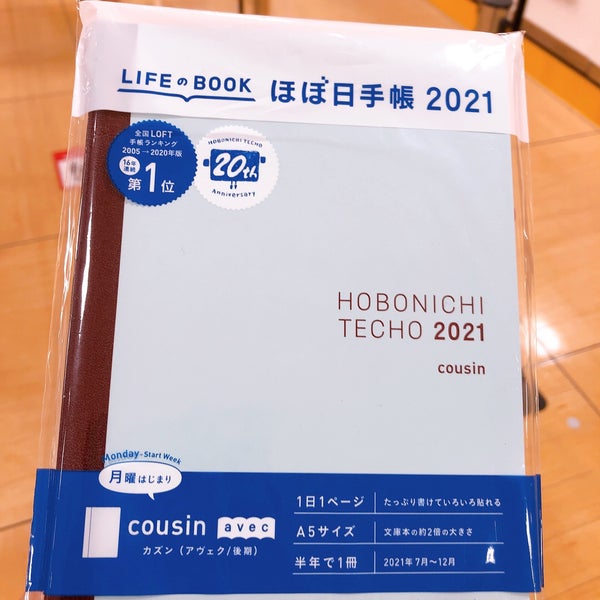 LIFEのBOOK ほぼ日手帳 2021
全国LOFT
手帳ランキング
2005→2020年版
16年連続
第1位
HOBONICHI TECHO
20th
Anniversary
HOBONICHI
TECHO 2021
cousin
Monday-Start Week
月曜はじまり
cousin avec
カズン(アヴェク/後期)
1日1ページ たっぷり書けていろいろ貼れる
A5サイズ 文庫本の約2倍の大きさ
半年で1冊 2021年7月〜12月